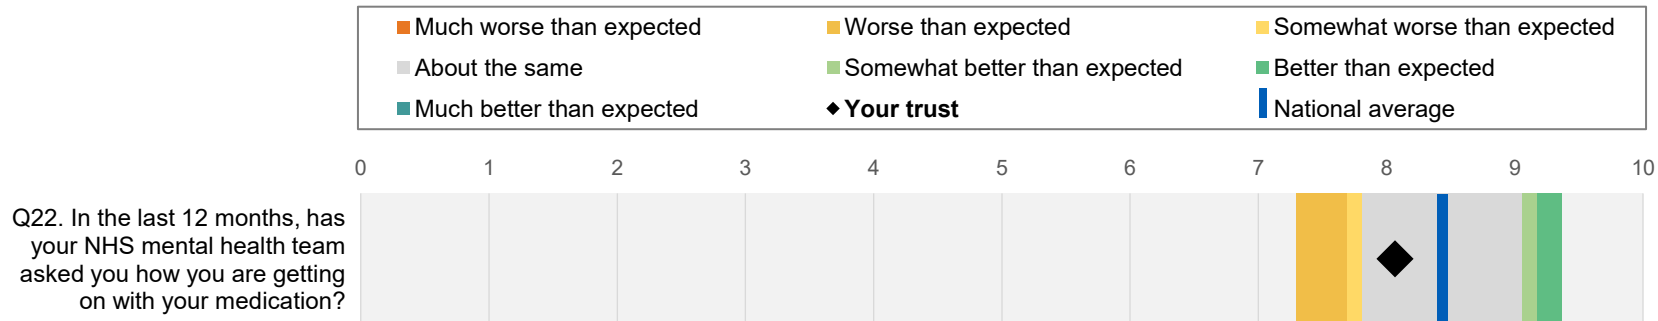 Much worse than expected
Worse than expected
Somewhat worse than expected
About the same
Somewhat better than expected
Better than expected
Much better than expected
Your trust
National average
0 1 2 3 4 5 6 7 8 9 10
Q22. In the last 12 months, has
your NHS mental health team
asked you how you are getting
on with your medication?